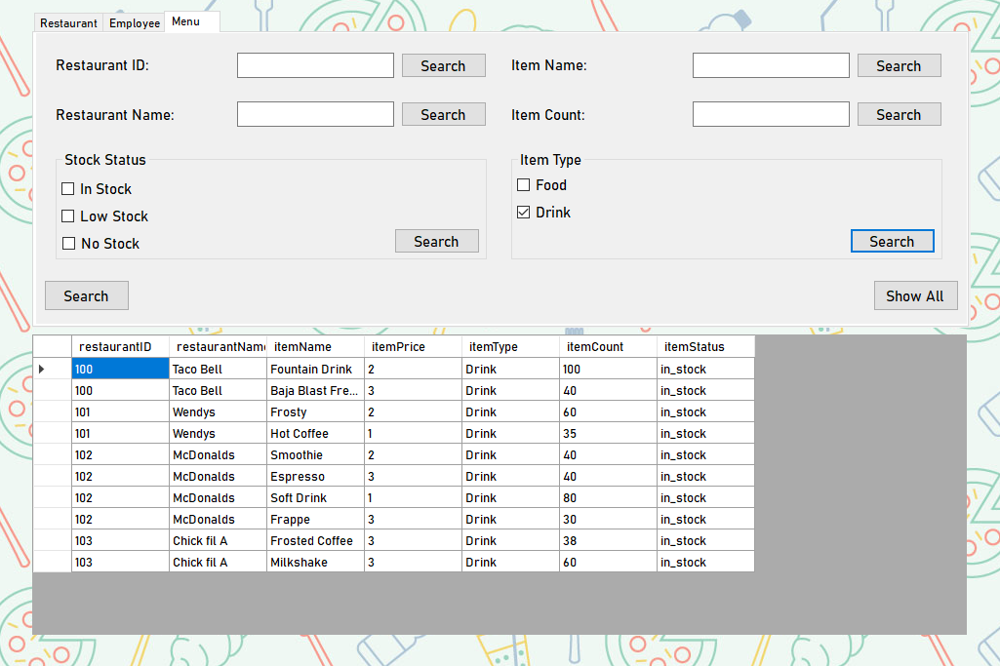 Restaurant Employee Menu
Restaurant ID: Search Item Name: Search
Restaurant Name: Search Item Count: Search
Stock Status Item Type
In Stock Food
Low Stock Drink
No Stock Search Search
Search Show All
restaurantID restaurantName itemName itemPrice itemType itemCount itemStatus
100 Taco Bell Fountain Drink 2 Drink 100 in_stock
100 Taco Bell Baja Blast Fre... 3 Drink 40 in_stock
101 Wendys Frosty 2 Drink 60 in_stock
101 Wendys Hot Coffee 1 Drink 35 in_stock
102 McDonalds Smoothie 2 Drink 40 in_stock
102 McDonalds Espresso 3 Drink 40 in_stock
102 McDonalds Soft Drink 1 Drink 80 in_stock
102 McDonalds Frappe 3 Drink 30 in_stock
103 Chick fil A Frosted Coffee 3 Drink 38 in_stock
103 Chick fil A Milkshake 3 Drink 60 in_stock